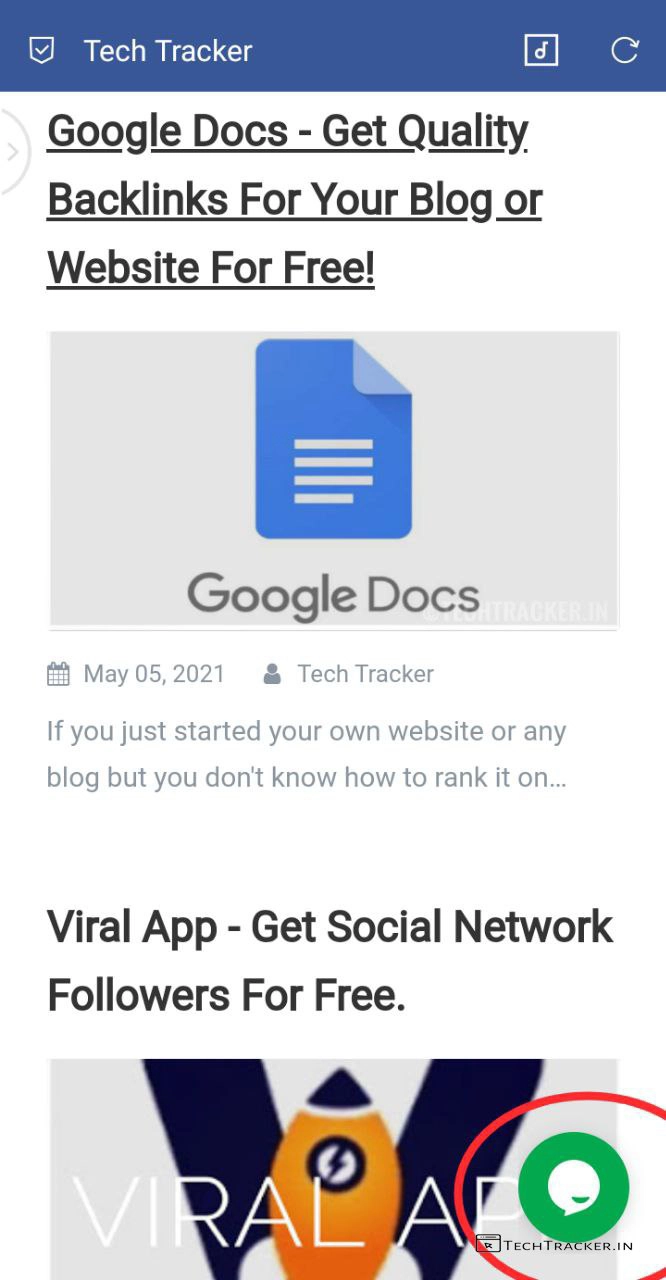 Tech Tracker
Google Docs - Get Quality
Backlinks For Your Blog or
Website For Free!
Google Docs
©TECHTRACKER.IN
May 05, 2021 Tech Tracker
If you just started your own website or any
blog but you don't know how to rank it on...
Viral App - Get Social Network
Followers For Free.
VIRAL AP
TECHTRACKER.IN